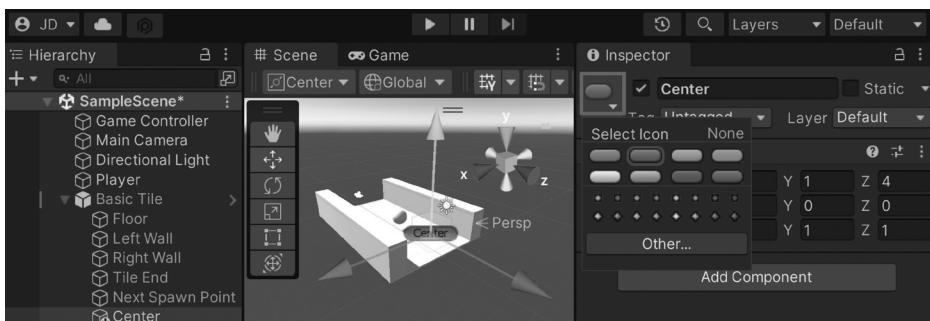 JD
Layers
Default
Hierarchy
All
SampleScene*
Game Controller
Main Camera
Directional Light
Player
Basic Tile
Floor
Left Wall
Right Wall
Tile End
Next Spawn Point
Center
# Scene
Game
Center
Global
y
x
z
Persp
Center
Inspector
Center
Static
Tag Untagged
Layer Default
Select Icon None
Other...
Y 1 Z 4
Y 0 Z 0
Y 1 Z 1
Add Component